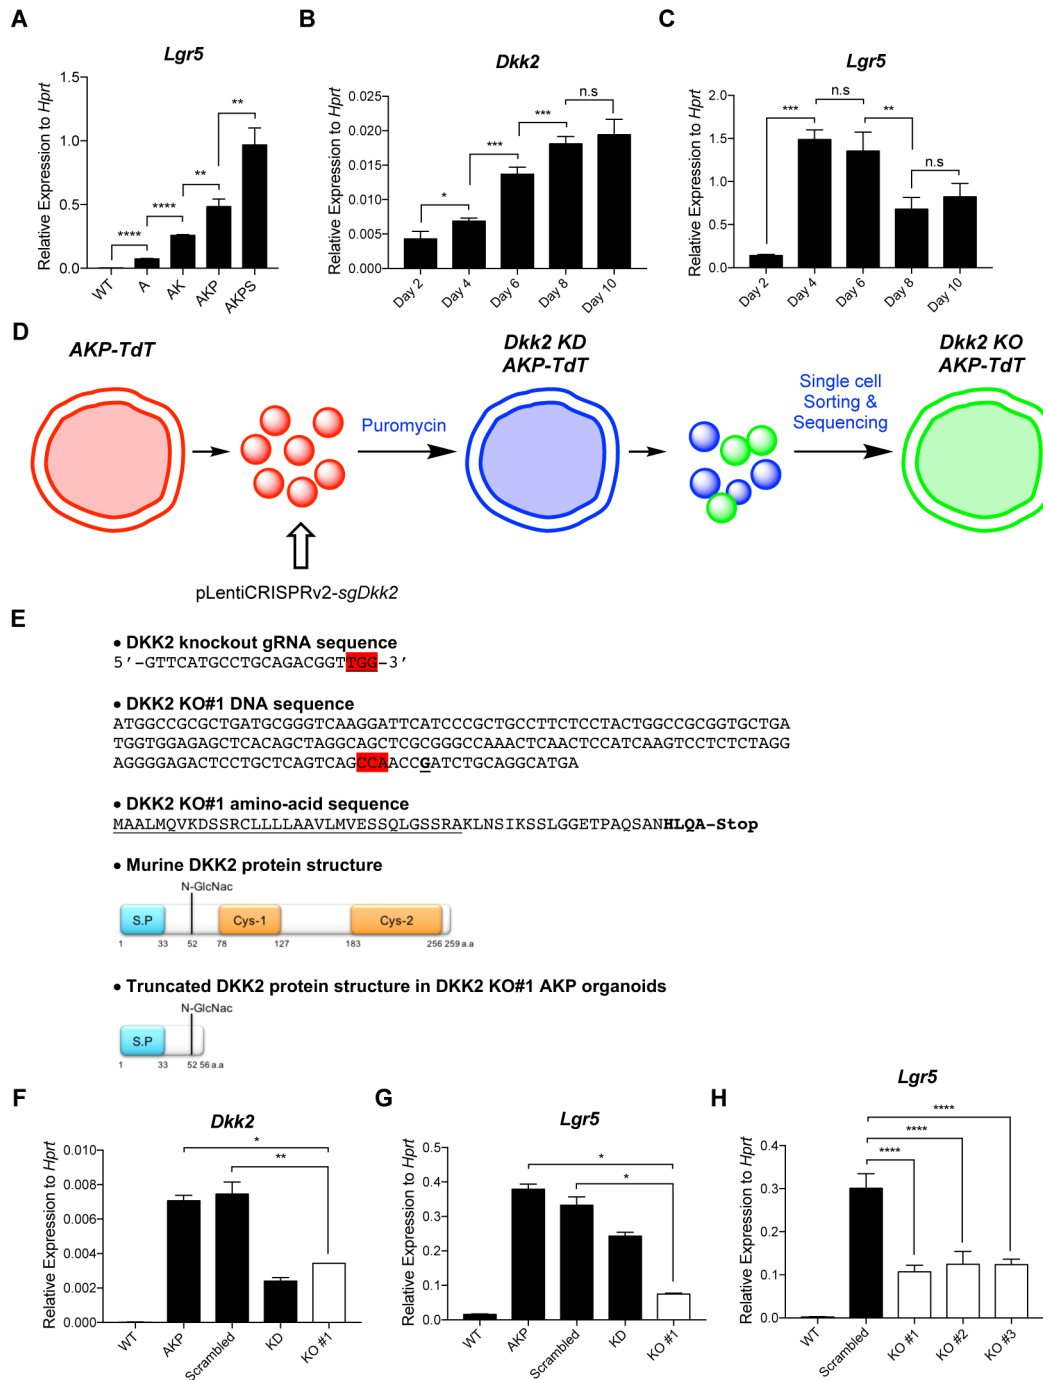 A
Lgr5
Relative Expression to Hprt
1.5
1.0
0.5
0.0
****
****
**
**
WT
A
AK
AKP
AKPS
B
Dkk2
Relative Expression to Hprt
0.025
0.020
0.015
0.010
0.005
0.000
*
***
***
n.s
Day 2
Day 4
Day 6
Day 8
Day 10
C
Lgr5
Relative Expression to Hprt
2.0
1.5
1.0
0.5
0.0
***
n.s
**
n.s
Day 2
Day 4
Day 6
Day 8
Day 10
D
AKP-TdT
pLentiCRISPRv2-sgDkk2
Puromycin
Dkk2 KD
AKP-TdT
Single cell
Sorting &
Sequencing
Dkk2 KO
AKP-TdT
E
• DKK2 knockout gRNA sequence
5'-GTTCATGCCTGCAGACGGTTGG-3'
• DKK2 KO#1 DNA sequence
ATGGCCGCGCTGATGCGGGTCAAGGATTCATCCCGCTGCCTTCTCCTACTGGCCGCGGTGCTGA
TGGTGGAGAGCTCACAGCTAGGCAGCTCGCGGGCCAAACTCAACTCCATCAAGTCCTCTCTAGG
AGGGGAGACTCCTGCTCAGTCAGCCAACCGATCTGCAGGCATGA
• DKK2 KO#1 amino-acid sequence
MAALMQVKDSSRCLLLLAAVLMVESSQLGSSRAKLNSIKSSLGGETPAQSANHLQA-Stop
• Murine DKK2 protein structure
N-GlcNac
S.P
Cys-1
Cys-2
1 33 52 78 127 183 256 259 a.a
• Truncated DKK2 protein structure in DKK2 KO#1 AKP organoids
N-GlcNac
S.P
1 33 52 56 a.a
F
Dkk2
Relative Expression to Hprt
0.010
0.008
0.006
0.004
0.002
0.000
*
**
WT
AKP
Scrambled
KD
KO #1
G
Lgr5
Relative Expression to Hprt
0.5
0.4
0.3
0.2
0.1
0.0
*
*
WT
AKP
Scrambled
KD
KO #1
H
Lgr5
Relative Expression to Hprt
0.4
0.3
0.2
0.1
0.0
****
****
****
WT
Scrambled
KO #1
KO #2
KO #3